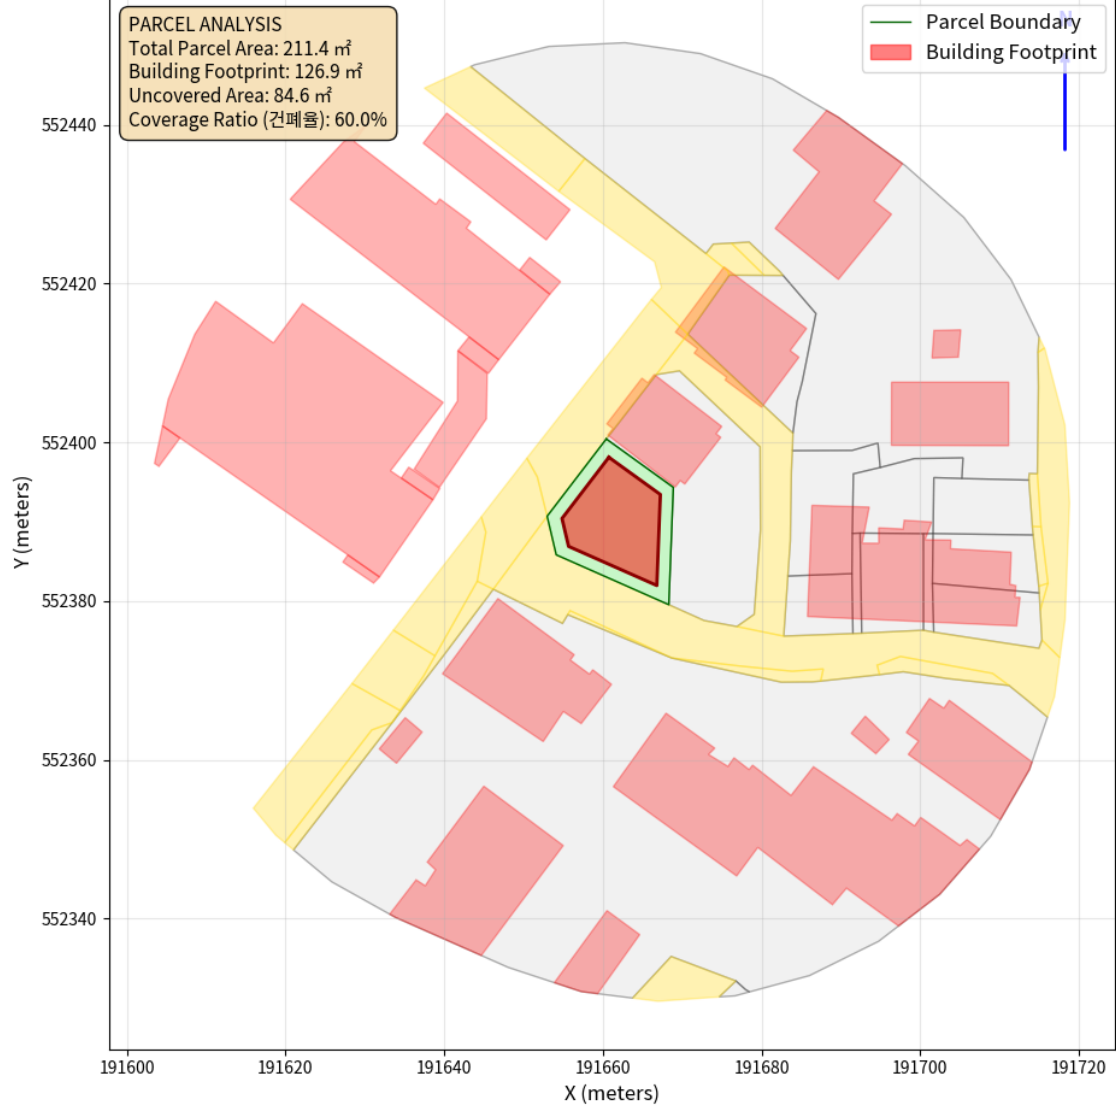 PARCEL ANALYSIS
Total Parcel Area: 211.4 ㎡
Building Footprint: 126.9 ㎡
Uncovered Area: 84.6 ㎡
Coverage Ratio (건폐율): 60.0%
N
Parcel Boundary
Building Footprint
552440
552420
552400
552380
552360
552340
Y (meters)
191600
191620
191640
191660
191680
191700
191720
X (meters)